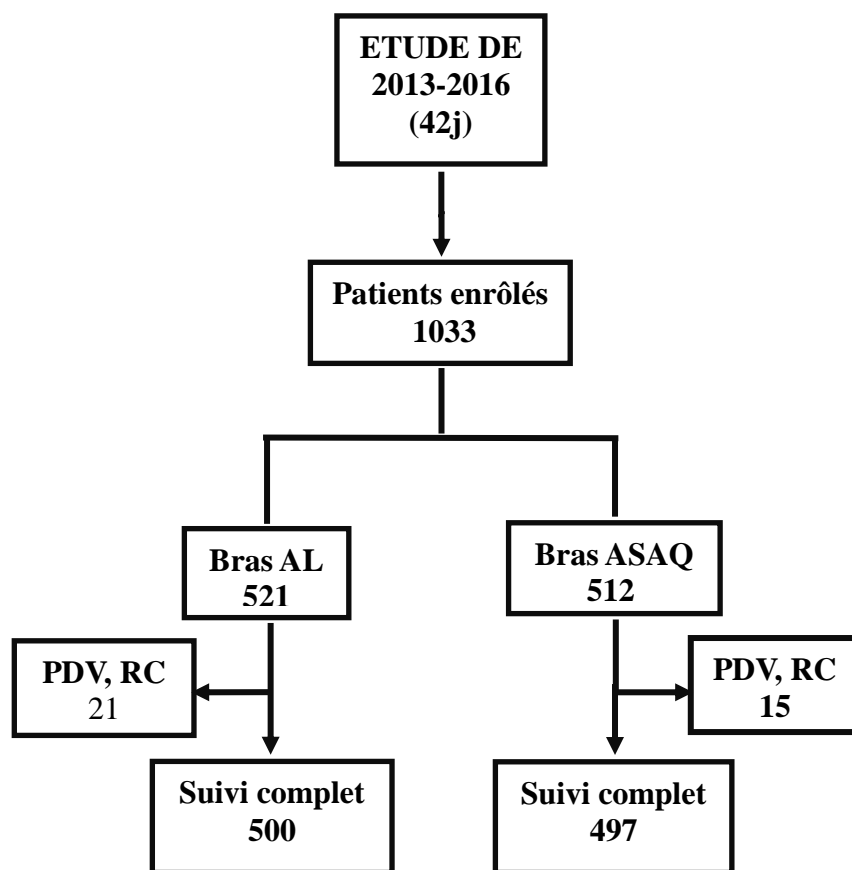 ETUDE DE
2013-2016
(42j)
Patients enrôlés
1033
Bras AL
521
Bras ASAQ
512
PDV, RC
21
PDV, RC
15
Suivi complet
500
Suivi complet
497